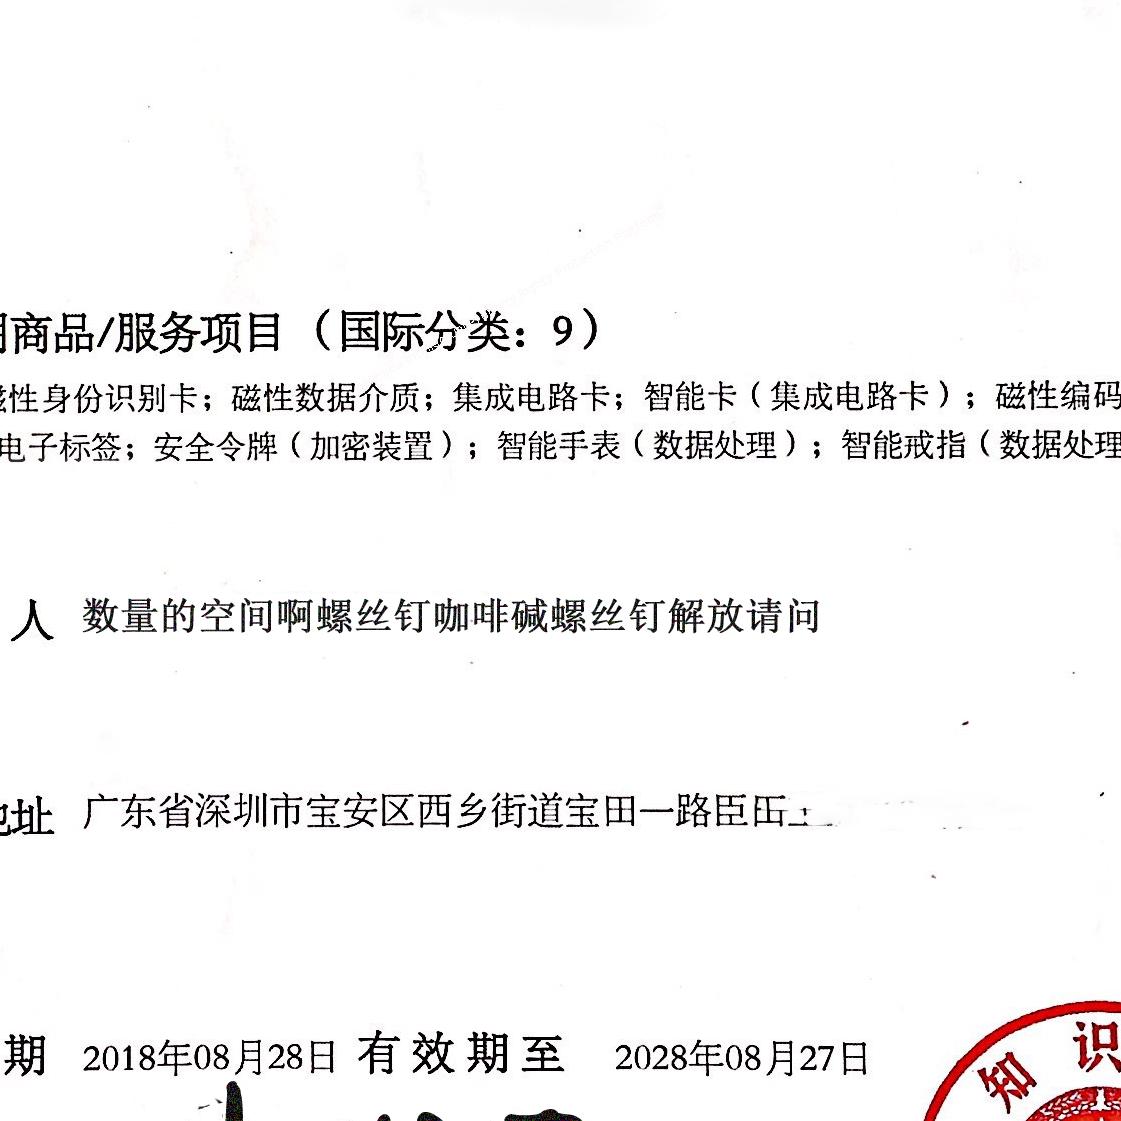 商品/服务项目（国际分类：9）
性身份识别卡；磁性数据介质；集成电路卡；智能卡（集成电路卡）；磁性编码
电子标签；安全令牌（加密装置）；智能手表（数据处理）；智能戒指（数据处理
人 数量的空间啊螺丝钉咖啡碱螺丝钉解放请问
址 广东省深圳市宝安区西乡街道宝田一路臣田
期 2018年08月28日 有效期至 2028年08月27日
知识